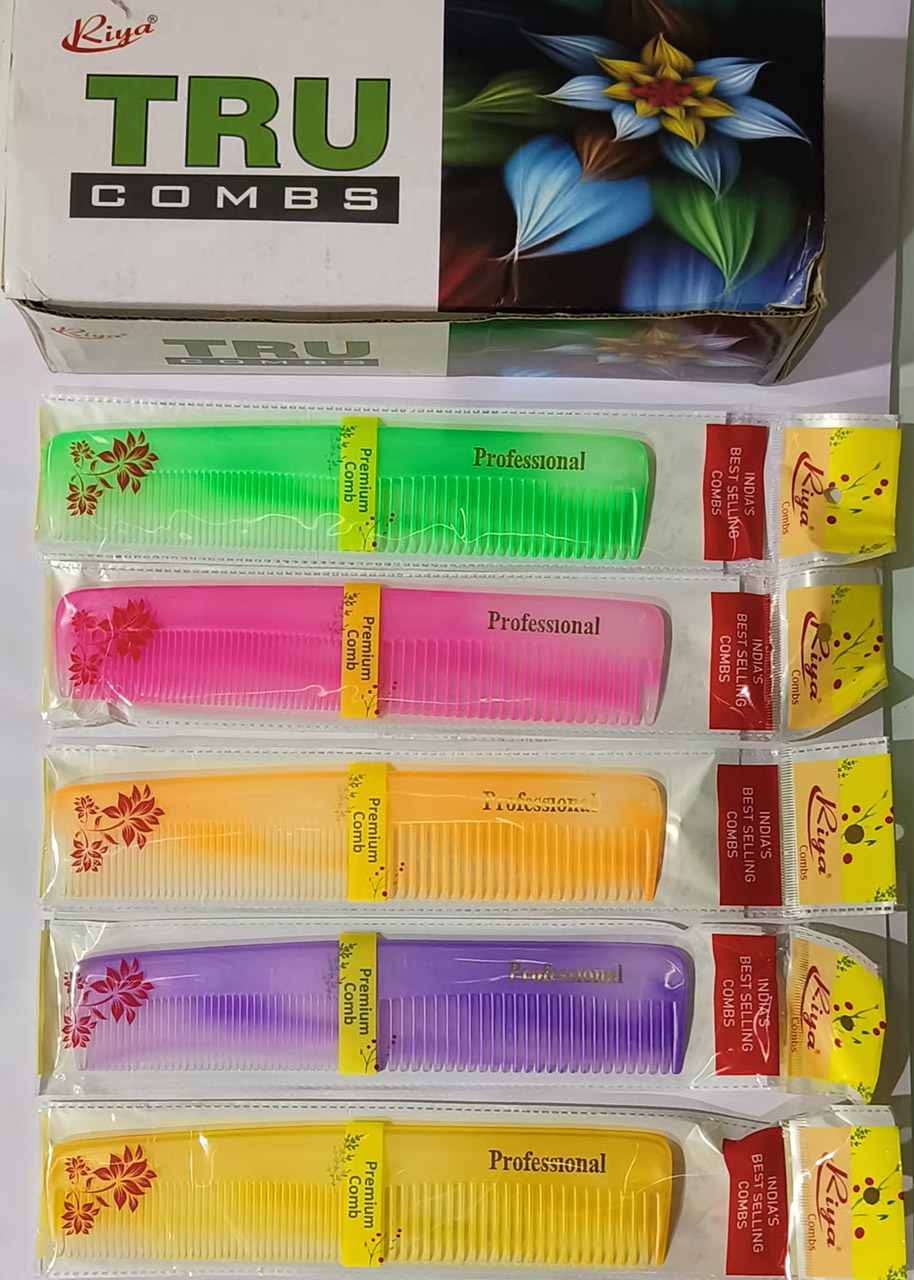 Riya®
TRU
COMBS
Riya
TRU
COMBS
Premium
Comb
Professional
INDIA'S
BEST SELLING
COMBS
Riya®
Combs
Premium
Comb
Professional
INDIA'S
BEST SELLING
COMBS
Riya®
Combs
Premium
Comb
Professional
INDIA'S
BEST SELLING
COMBS
Riya®
Combs
Premium
Comb
Professional
INDIA'S
BEST SELLING
COMBS
Riya®
Combs
Premium
Comb
Professional
INDIA'S
BEST SELLING
COMBS
Riya®
Combs